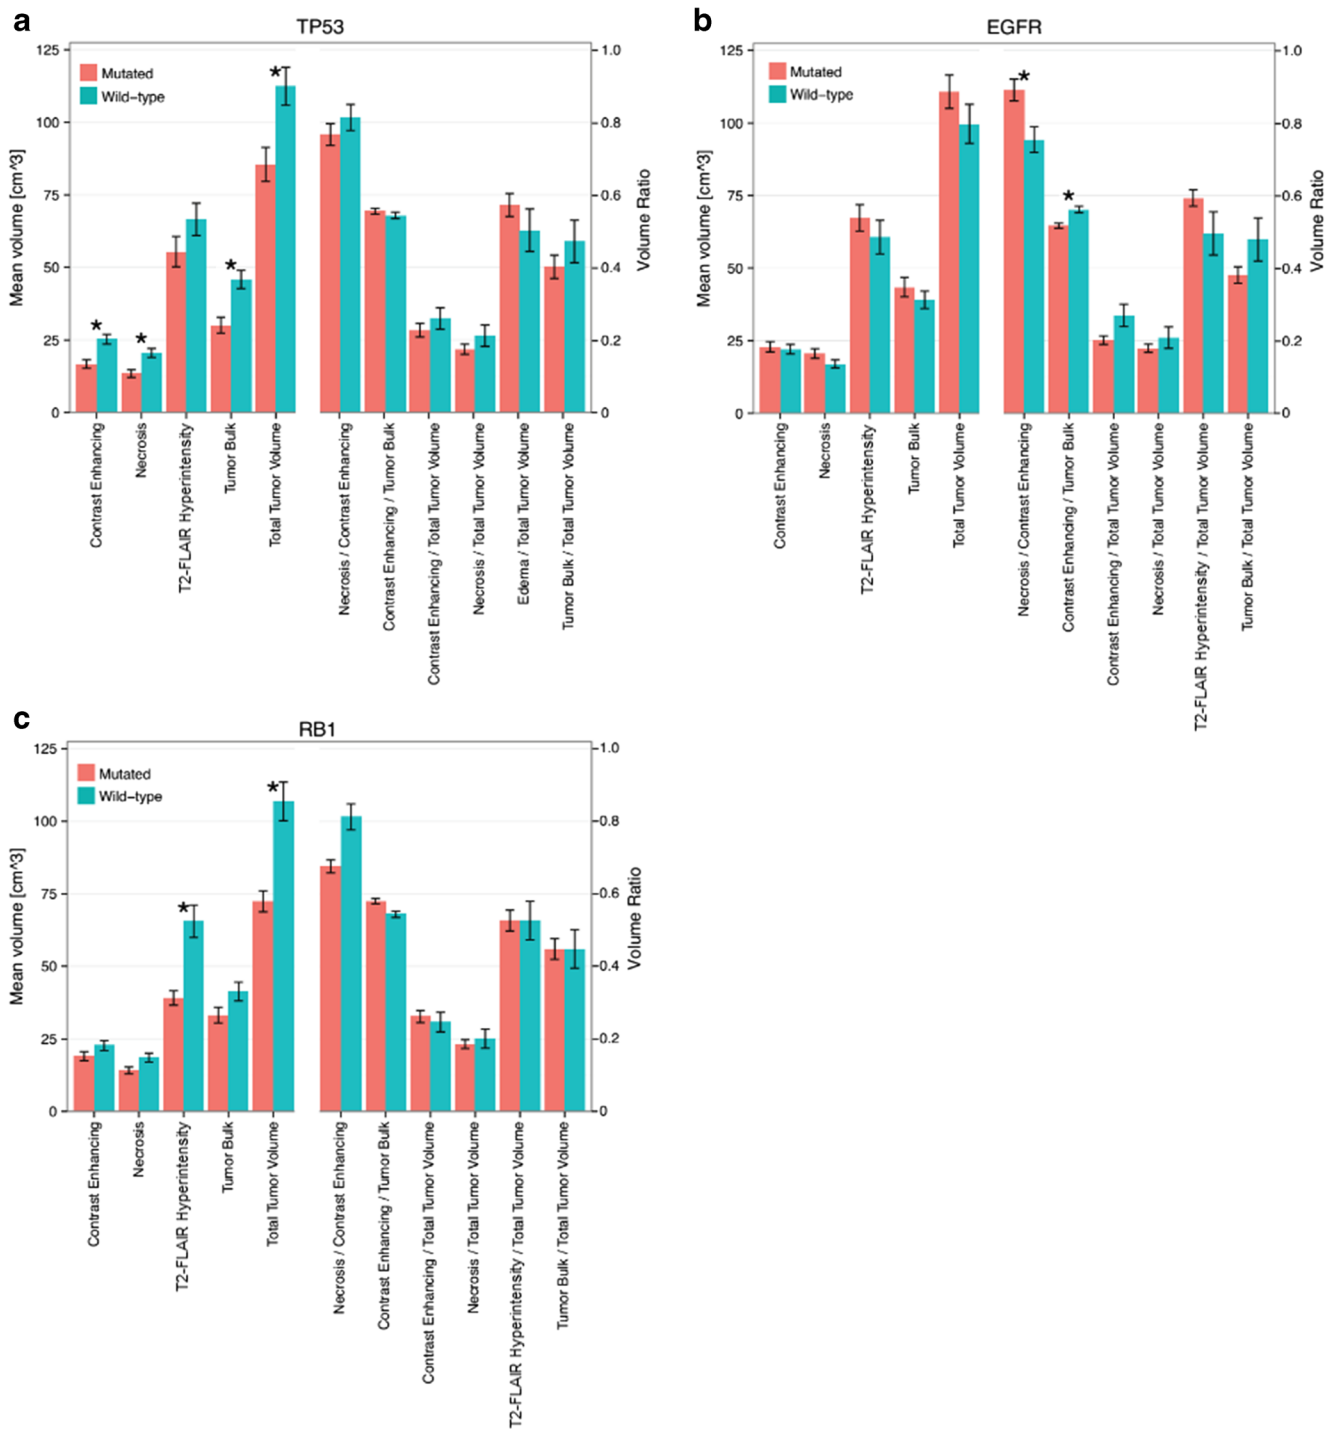 a
TP53
125
100
75
50
25
0
Mean volume [cm^3]
Mutated
Wild-type
*
*
*
*
1.0
0.8
0.6
0.4
0.2
0
Volume Ratio
Contrast Enhancing
Necrosis
T2-FLAIR Hyperintensity
Tumor Bulk
Total Tumor Volume
Necrosis / Contrast Enhancing
Contrast Enhancing / Tumor Bulk
Contrast Enhancing / Total Tumor Volume
Necrosis / Total Tumor Volume
Edema / Total Tumor Volume
Tumor Bulk / Total Tumor Volume
b
EGFR
125
100
75
50
25
0
Mean volume [cm^3]
Mutated
Wild-type
*
*
1.0
0.8
0.6
0.4
0.2
0
Volume Ratio
Contrast Enhancing
Necrosis
T2-FLAIR Hyperintensity
Tumor Bulk
Total Tumor Volume
Necrosis / Contrast Enhancing
Contrast Enhancing / Tumor Bulk
Contrast Enhancing / Total Tumor Volume
Necrosis / Total Tumor Volume
T2-FLAIR Hyperintensity / Total Tumor Volume
Tumor Bulk / Total Tumor Volume
c
RB1
125
100
75
50
25
0
Mean volume [cm^3]
Mutated
Wild-type
*
*
1.0
0.8
0.6
0.4
0.2
0
Volume Ratio
Contrast Enhancing
Necrosis
T2-FLAIR Hyperintensity
Tumor Bulk
Total Tumor Volume
Necrosis / Contrast Enhancing
Contrast Enhancing / Tumor Bulk
Contrast Enhancing / Total Tumor Volume
Necrosis / Total Tumor Volume
T2-FLAIR Hyperintensity / Total Tumor Volume
Tumor Bulk / Total Tumor Volume